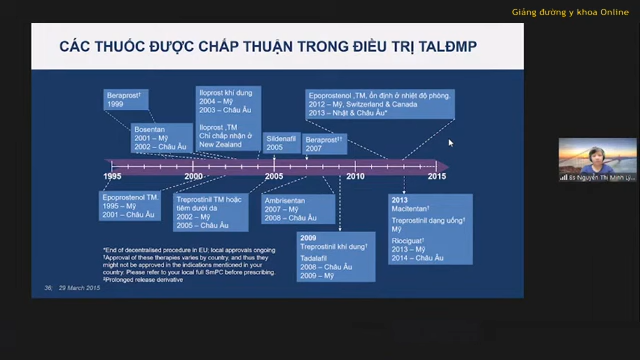 Giảng đường y khoa Online
CÁC THUỐC ĐƯỢC CHẤP THUẬN TRONG ĐIỀU TRỊ TALĐMP
Beraprost†
1999
Bosentan
2001 – Mỹ
2002 – Châu Âu
Iloprost khí dung
2004 – Mỹ
2003 – Châu Âu
Iloprost ,TM
Chỉ chấp nhận ở
New Zealand
Sildenafil
2005
Beraprost†‡
2007
Epoprostenol ,TM, ổn định ở nhiệt độ phòng.
2012 – Mỹ, Switzerland & Canada
2013 – Nhật & Châu Âu*
1995
2000
2005
2010
2015
Epoprostenol TM.
1995 – Mỹ
2001 – Châu Âu
Treprostinil TM hoặc
tiêm dưới da
2002 – Mỹ
2005 – Châu Âu
Ambrisentan
2007 – Mỹ
2008 – Châu Âu
2009
Treprostinil khí dung†
Tadalafil
2008 – Châu Âu
2009 – Mỹ
2013
Macitentan†
Treprostinil dạng uống†
Mỹ
Riociguat†
2013 – Mỹ
2014 – Châu Âu
*End of decentralised procedure in EU; local approvals ongoing
†Approval of these therapies varies by country, and thus they
might not be approved in the indications mentioned in your
country. Please refer to your local full SmPC before prescribing.
Prolonged release derivative
36; 29 March 2015
Bs Nguyễn Thị Minh Lý